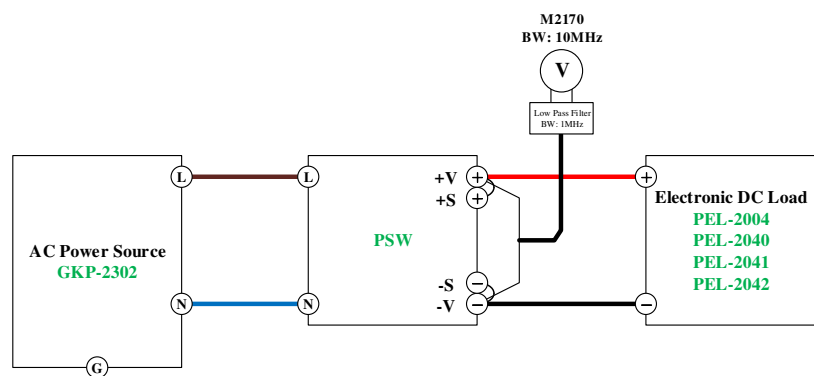 M2170
BW: 10MHz
V
Low Pass Filter
BW: 1MHz
L
L
+V
+
+
+S
+
Electronic DC Load
PEL-2004
PEL-2040
PEL-2041
PEL-2042
AC Power Source
GKP-2302
PSW
-S
−
N
N
-V
−
−
G